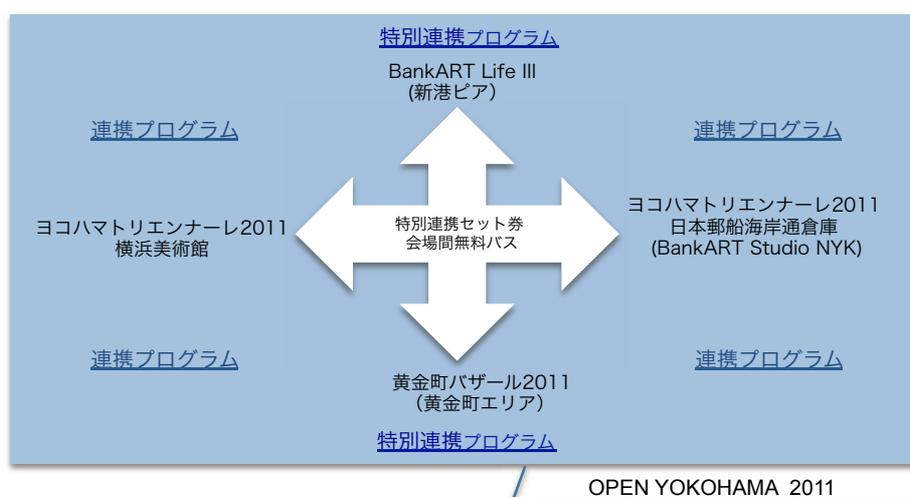 特別連携プログラム
BankART Life III
(新港ピア）
連携プログラム
連携プログラム
ヨコハマトリエンナーレ2011
横浜美術館
特別連携セット券
会場間無料バス
ヨコハマトリエンナーレ2011
日本郵船海岸通倉庫
(BankART Studio NYK)
連携プログラム
連携プログラム
黄金町バザール2011
（黄金町エリア）
特別連携プログラム
OPEN YOKOHAMA 2011